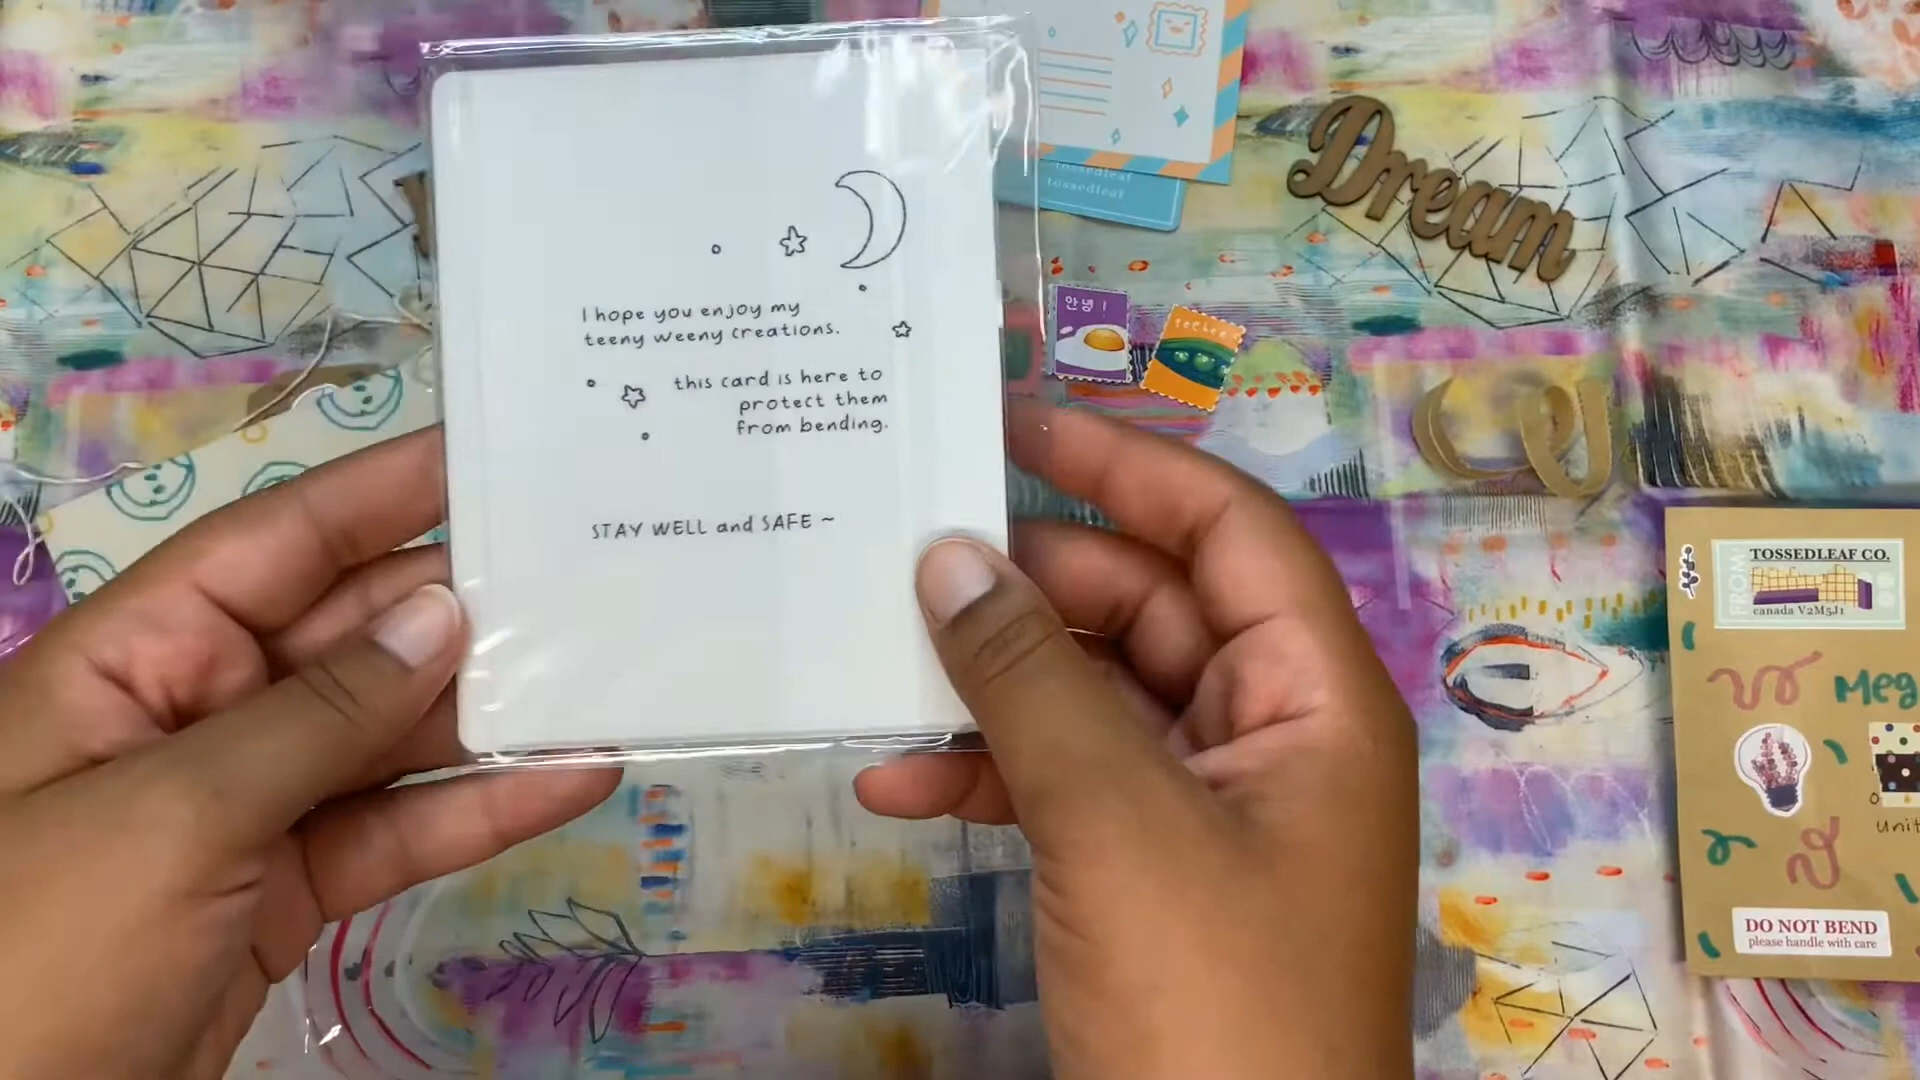 I hope you enjoy my
teeny weeny creations.
this card is here to
protect them
from bending.
STAY WELL and SAFE ~
tossedleaf
tossedleaf
Dream
안녕!
FROM:
TOSSEDLEAF CO.
canada V2M5J1
Meg
DO NOT BEND
please handle with care